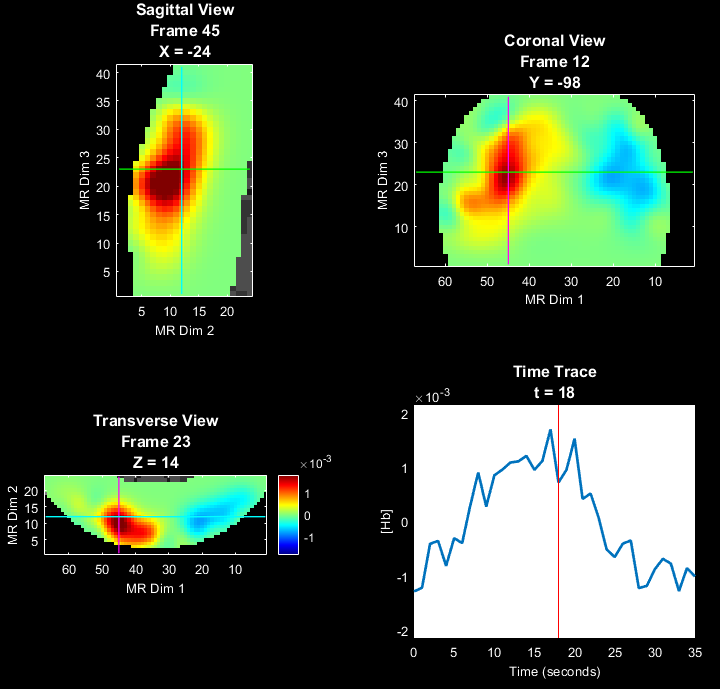 Sagittal View
Frame 45
X = -24
40
35
30
25
20
15
10
5
MR Dim 3
5 10 15 20
MR Dim 2
Coronal View
Frame 12
Y = -98
40
30
20
10
MR Dim 3
60 50 40 30 20 10
MR Dim 1
Transverse View
Frame 23
Z = 14
×10⁻³
20
15
10
5
MR Dim 2
1
0
-1
60 50 40 30 20 10
MR Dim 1
Time Trace
t = 18
×10⁻³
2
1
0
-1
-2
[Hb]
0 5 10 15 20 25 30 35
Time (seconds)